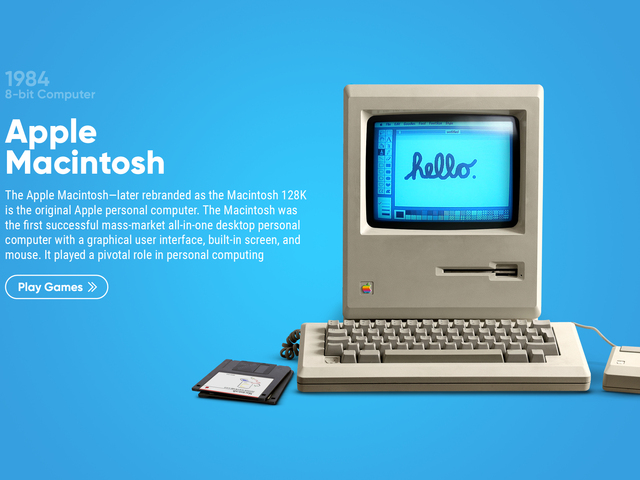 1984
8-bit Computer
Apple
Macintosh
The Apple Macintosh—later rebranded as the Macintosh 128K
is the original Apple personal computer. The Macintosh was
the first successful mass-market all-in-one desktop personal
computer with a graphical user interface, built-in screen, and
mouse. It played a pivotal role in personal computing
Play Games
hello.